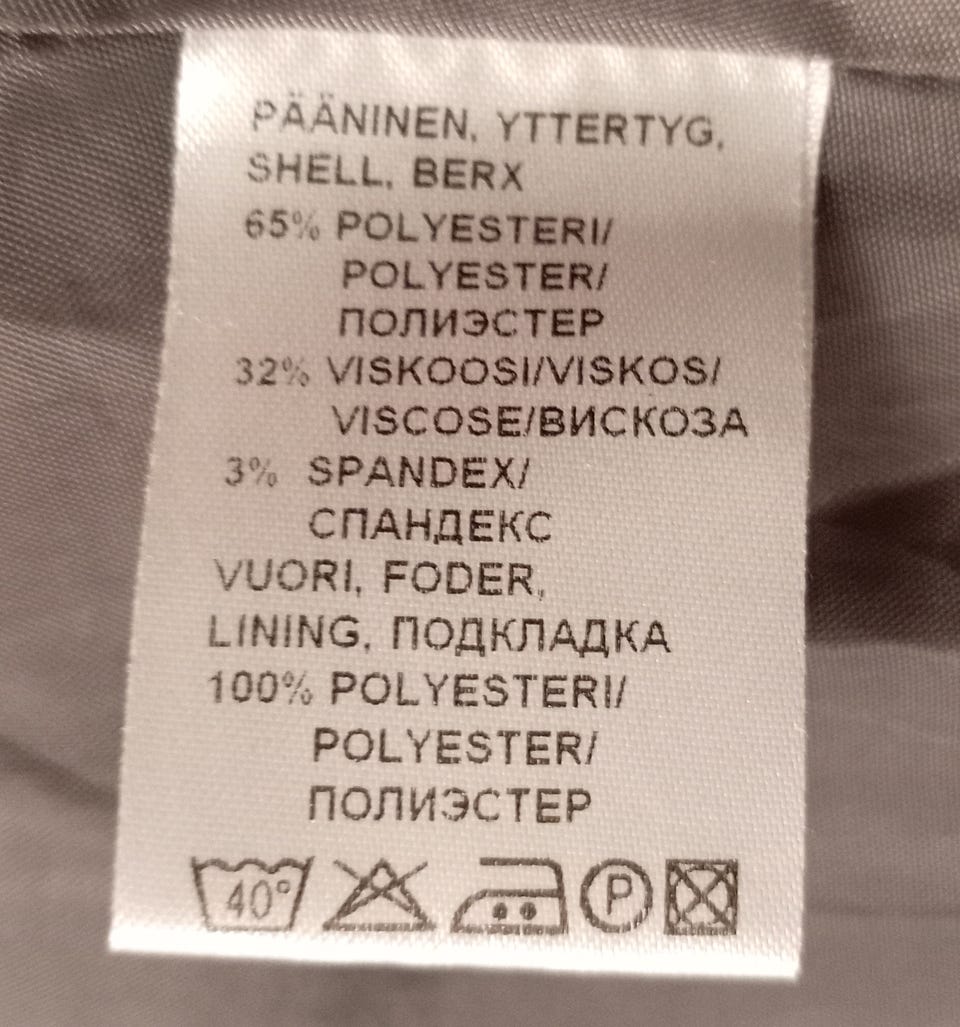 PÄÄNINEN, YTTERTYG,
SHELL, ВЕRХ
65% POLYESTERI/
POLYESTER/
ПОЛИЭСТЕР
32% VISKOOSI/VISKOS/
VISCOSE/ВИСКОЗА
3% SPANDEX/
СПАНДЕКС
VUORI, FODER,
LINING, ПОДКЛАДКА
100% POLYESTERI/
POLYESTER/
ПОЛИЭСТЕР
40° P